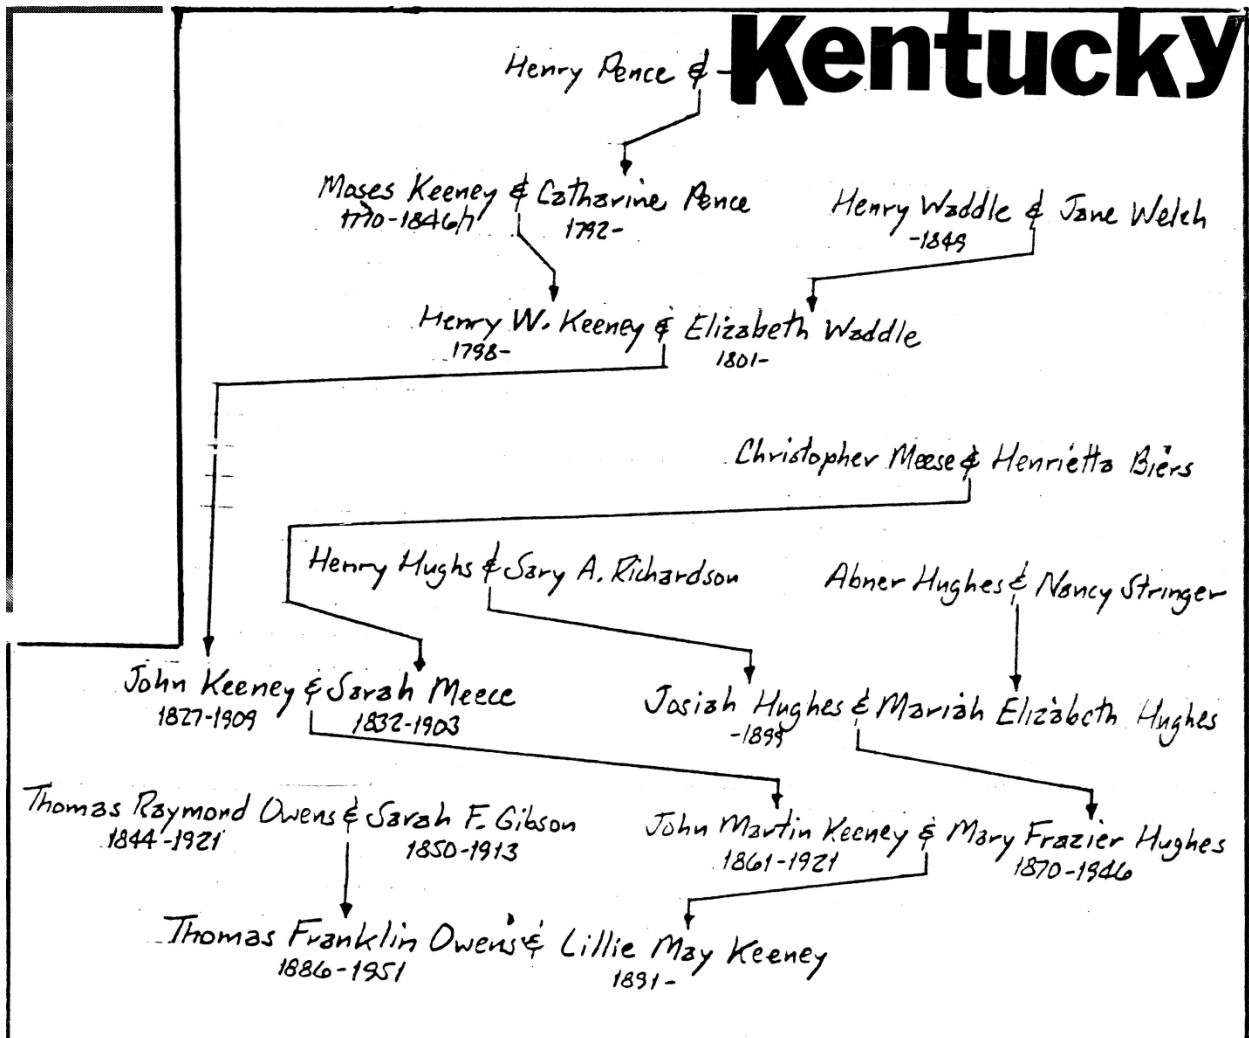 Kentucky
Henry Pence & -
Moses Keeney & Catharine Pence
1770-1846/7 1792-
Henry Waddle & Jane Welch
-1849
Henry W. Keeney & Elizabeth Waddle
1798- 1801-
Christopher Meese & Henrietta Biers
Henry Hughs & Sary A. Richardson
Abner Hughes & Nancy Stringer
John Keeney & Sarah Meece
1827-1909 1832-1903
Josiah Hughes & Mariah Elizabeth Hughes
-1899
Thomas Raymond Owens & Sarah F. Gibson
1844-1921 1850-1913
John Martin Keeney & Mary Frazier Hughes
1861-1921 1870-1946
Thomas Franklin Owens & Lillie May Keeney
1886-1951 1891-